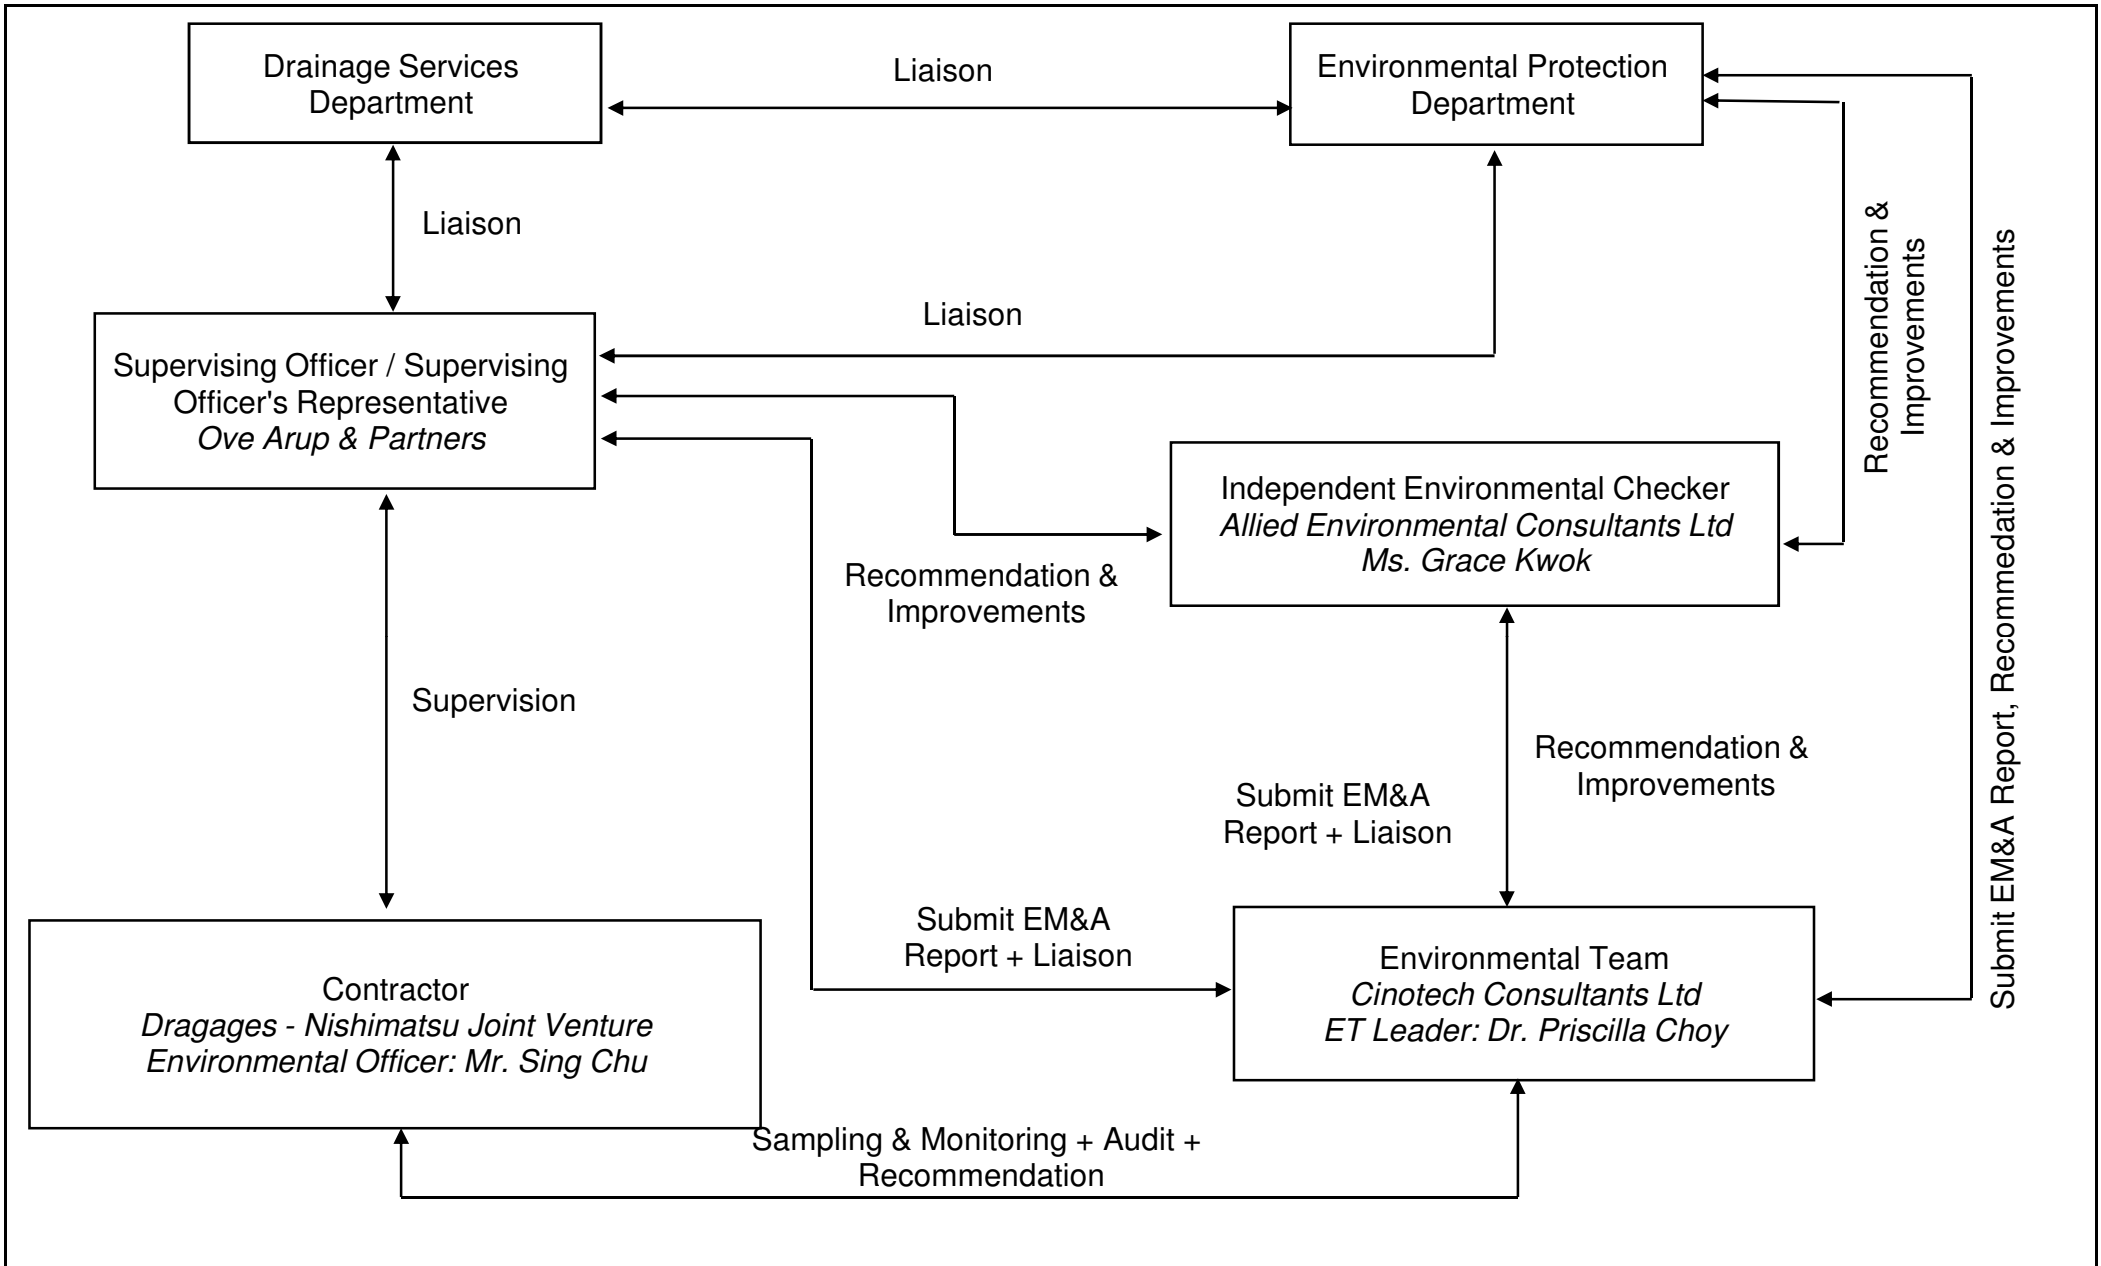 Drainage Services
Department
Liaison
Environmental Protection
Department
Liaison
Recommendation &
Improvements
Submit EM&A Report, Recommedation & Improvements
Liaison
Supervising Officer / Supervising
Officer's Representative
Ove Arup & Partners
Independent Environmental Checker
Allied Environmental Consultants Ltd
Ms. Grace Kwok
Recommendation &
Improvements
Supervision
Recommendation &
Improvements
Submit EM&A
Report + Liaison
Submit EM&A
Report + Liaison
Environmental Team
Cinotech Consultants Ltd
ET Leader: Dr. Priscilla Choy
Contractor
Dragages - Nishimatsu Joint Venture
Environmental Officer: Mr. Sing Chu
Sampling & Monitoring + Audit +
Recommendation